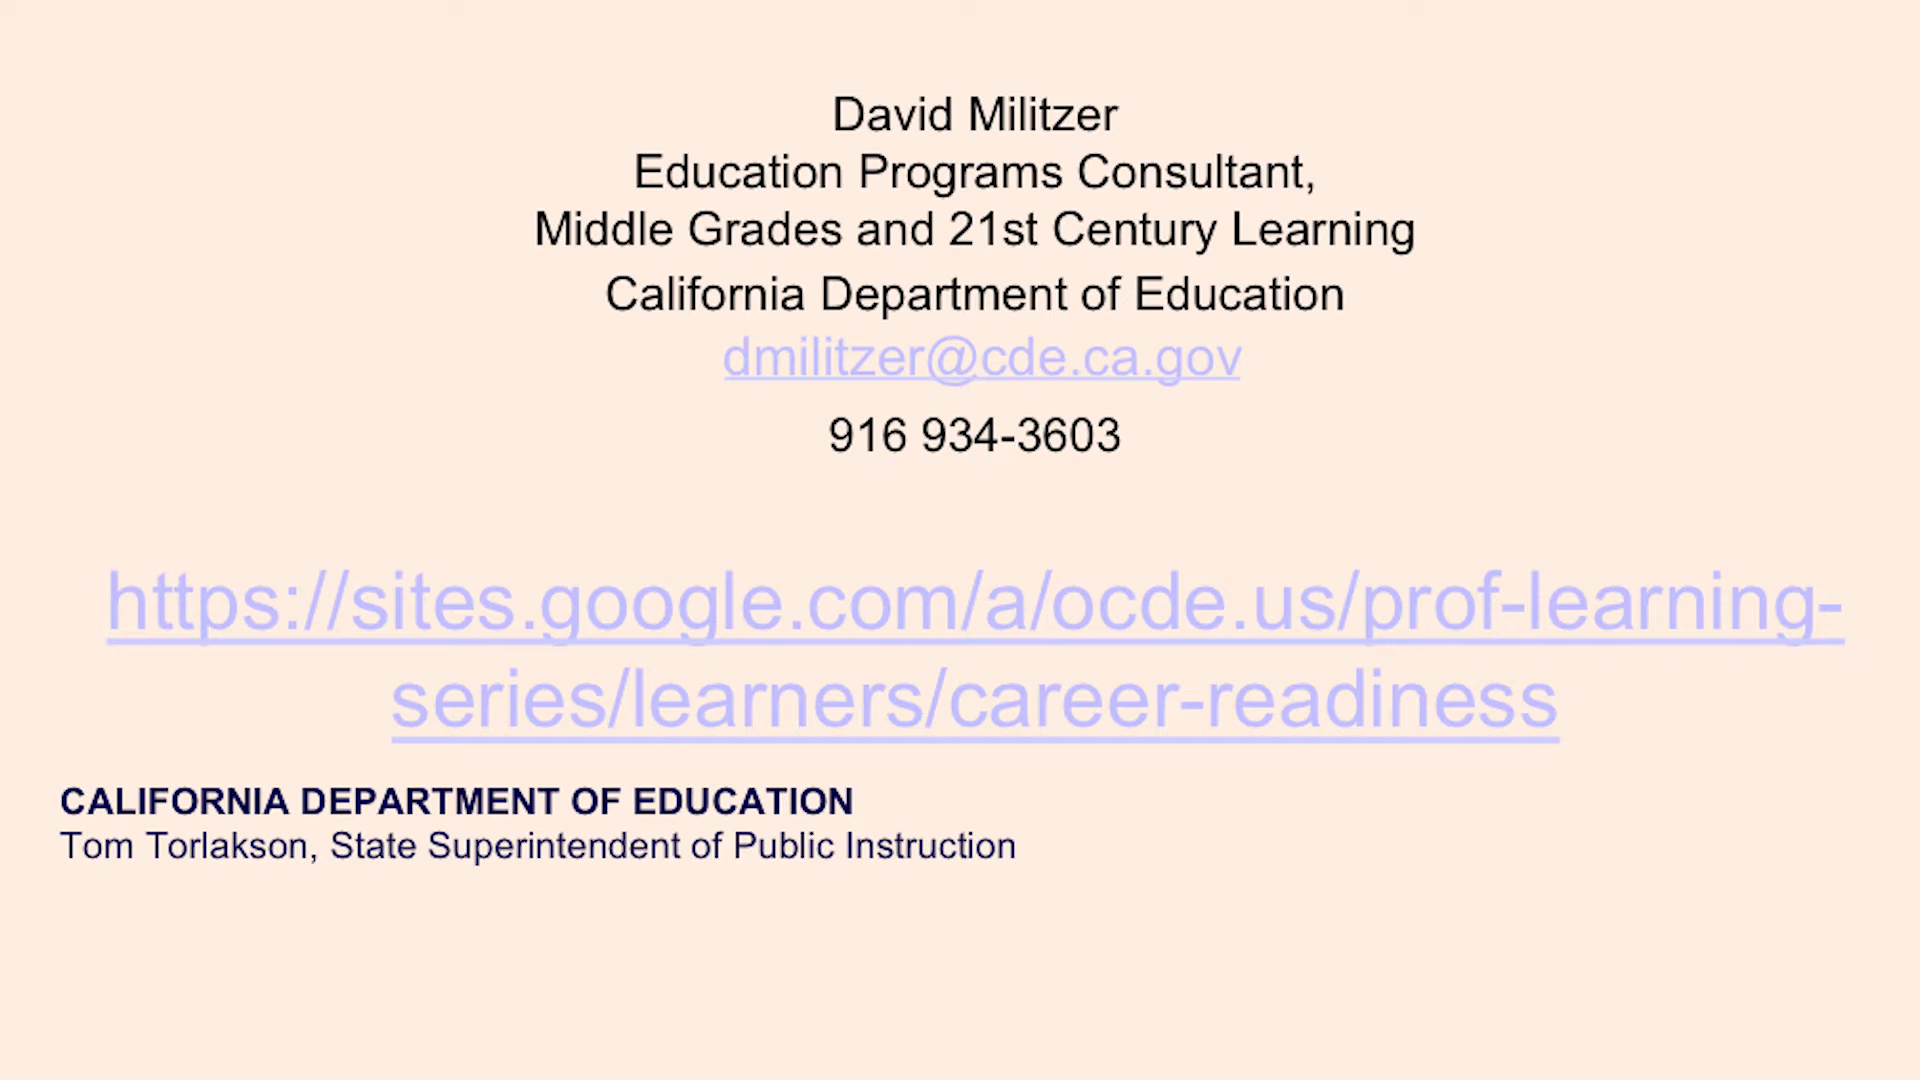 David Militzer
Education Programs Consultant,
Middle Grades and 21st Century Learning
California Department of Education
dmilitzer@cde.ca.gov
916 934-3603
https://sites.google.com/a/ocde.us/prof-learning-
series/learners/career-readiness
CALIFORNIA DEPARTMENT OF EDUCATION
Tom Torlakson, State Superintendent of Public Instruction